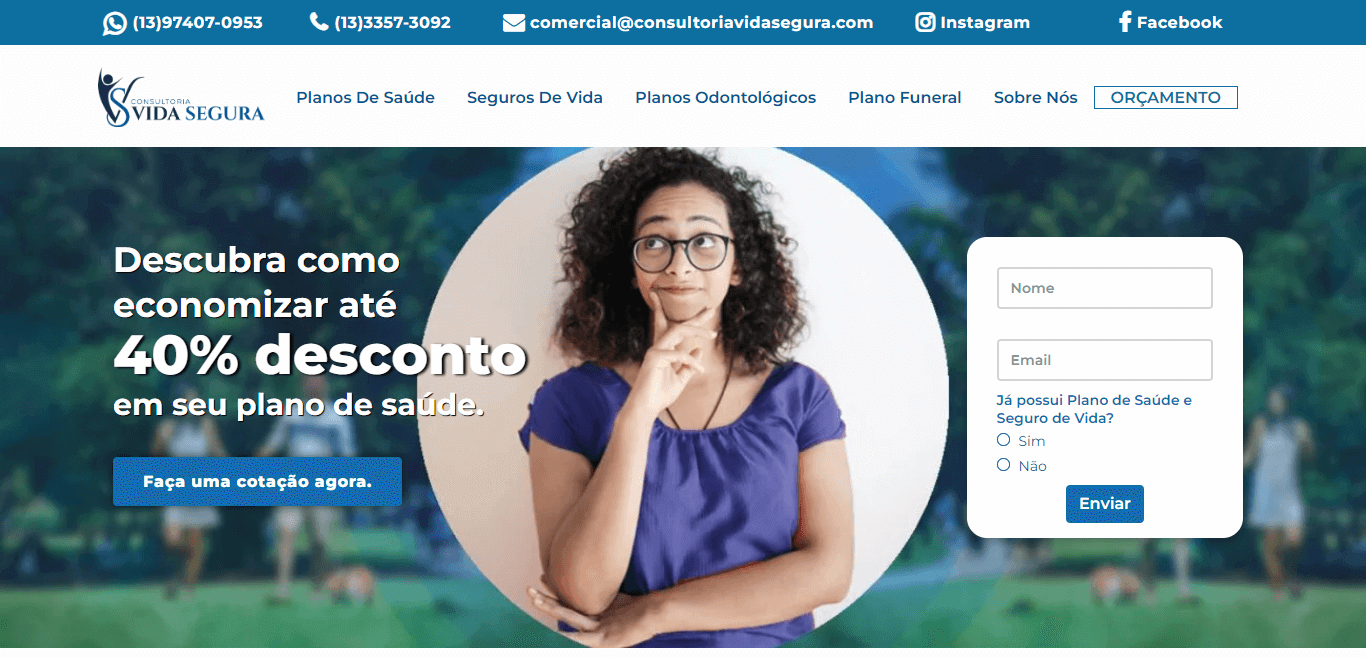 (13)97407-0953
(13)3357-3092
comercial@consultoriavidasegura.com
Instagram
Facebook
CONSULTORIA
VIDA SEGURA
Planos De Saúde
Seguros De Vida
Planos Odontológicos
Plano Funeral
Sobre Nós
ORÇAMENTO
Descubra como
economizar até
40% desconto
em seu plano de saúde.
Faça uma cotação agora.
Nome
Email
Já possui Plano de Saúde e
Seguro de Vida?
Sim
Não
Enviar